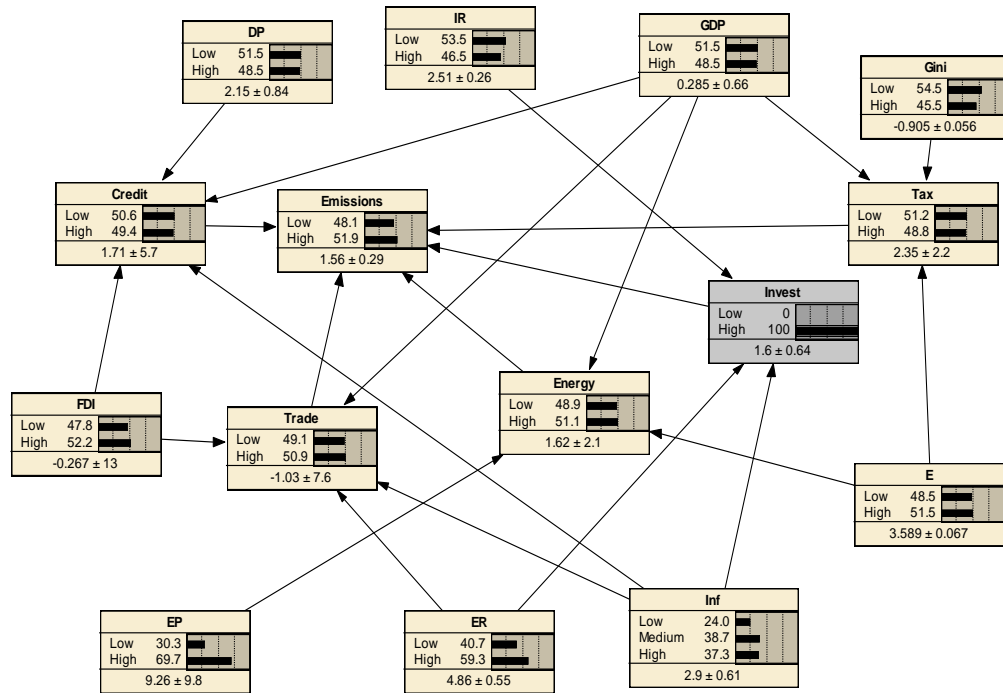 DP
Low 51.5
High 48.5
2.15 ± 0.84
IR
Low 53.5
High 46.5
2.51 ± 0.26
GDP
Low 51.5
High 48.5
0.285 ± 0.66
Gini
Low 54.5
High 45.5
-0.905 ± 0.056
Credit
Low 50.6
High 49.4
1.71 ± 5.7
Emissions
Low 48.1
High 51.9
1.56 ± 0.29
Tax
Low 51.2
High 48.8
2.35 ± 2.2
Invest
Low 0
High 100
1.6 ± 0.64
FDI
Low 47.8
High 52.2
-0.267 ± 13
Trade
Low 49.1
High 50.9
-1.03 ± 7.6
Energy
Low 48.9
High 51.1
1.62 ± 2.1
E
Low 48.5
High 51.5
3.589 ± 0.067
EP
Low 30.3
High 69.7
9.26 ± 9.8
ER
Low 40.7
High 59.3
4.86 ± 0.55
Inf
Low 24.0
Medium 38.7
High 37.3
2.9 ± 0.61